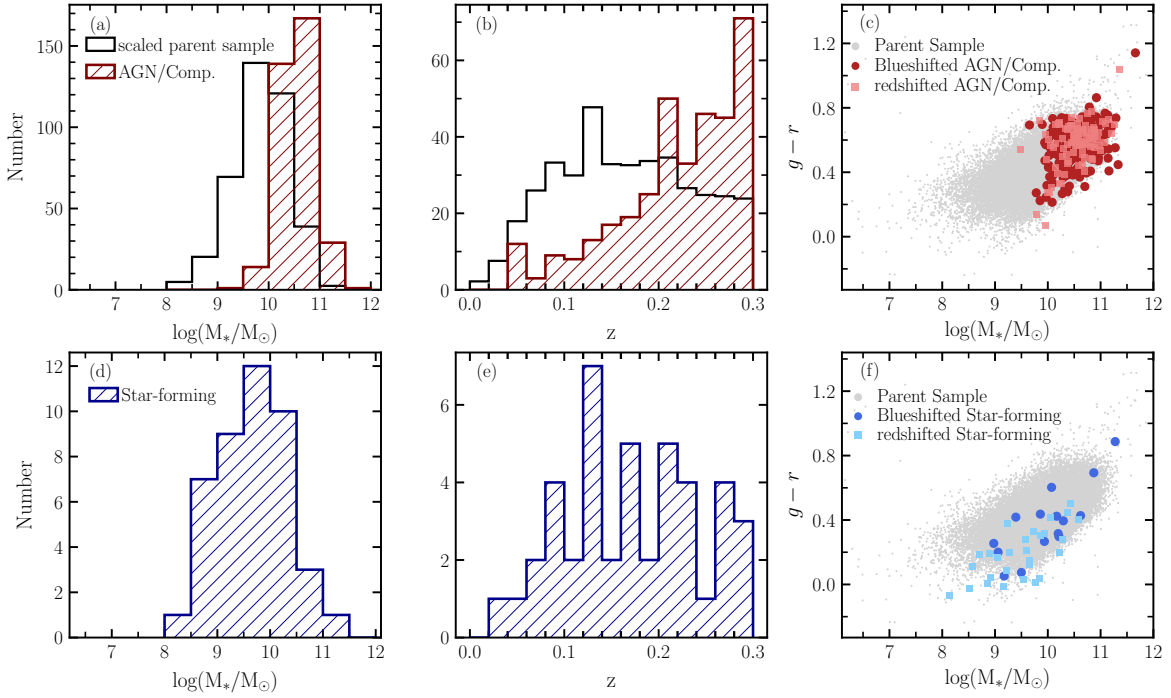 (a)
scaled parent sample
AGN/Comp.
150
100
50
0
Number
7 8 9 10 11 12
log(M*/M⊙)
(b)
60
40
20
0
0.0 0.1 0.2 0.3
z
(c)
Parent Sample
Blueshifted AGN/Comp.
redshifted AGN/Comp.
1.2
0.8
0.4
0.0
g − r
7 8 9 10 11 12
log(M*/M⊙)
(d)
Star-forming
12
10
8
6
4
2
0
Number
7 8 9 10 11 12
log(M*/M⊙)
(e)
6
4
2
0
0.0 0.1 0.2 0.3
z
(f)
Parent Sample
Blueshifted Star-forming
redshifted Star-forming
1.2
0.8
0.4
0.0
g − r
7 8 9 10 11 12
log(M*/M⊙)